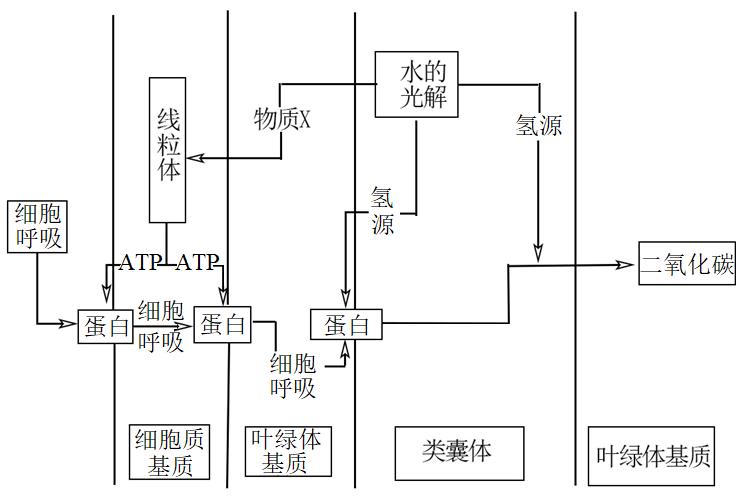 水的
光解
线
粒
体
物质X
氢源
氢
源
细胞
呼吸
ATP
ATP
二氧化碳
蛋白
细胞
呼吸
蛋白
蛋白
细胞
呼吸
细胞质
基质
叶绿体
基质
类囊体
叶绿体基质